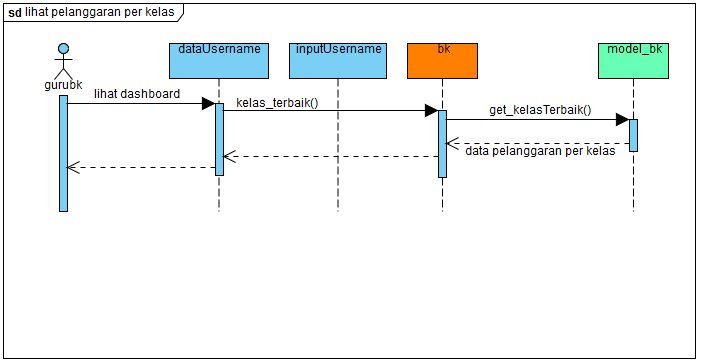 sd lihat pelanggaran per kelas
dataUsername
inputUsername
bk
model_bk
gurubk
lihat dashboard
kelas_terbaik()
get_kelasTerbaik()
data pelanggaran per kelas